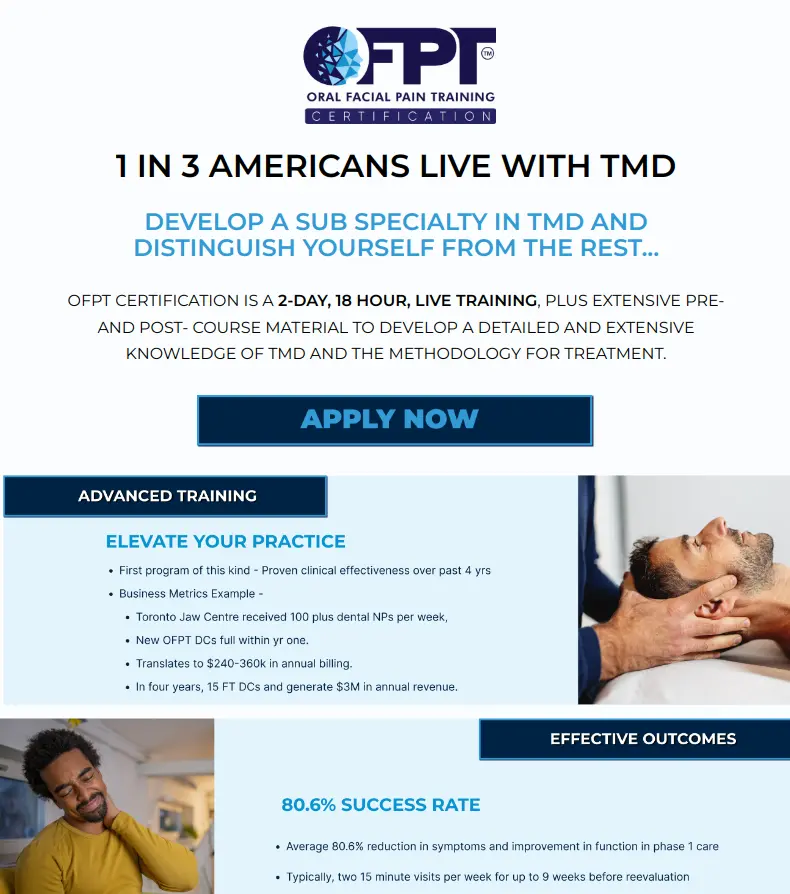 OFPT TM
ORAL FACIAL PAIN TRAINING
CERTIFICATION
1 IN 3 AMERICANS LIVE WITH TMD
DEVELOP A SUB SPECIALTY IN TMD AND
DISTINGUISH YOURSELF FROM THE REST...
OFPT CERTIFICATION IS A 2-DAY, 18 HOUR, LIVE TRAINING, PLUS EXTENSIVE PRE-
AND POST- COURSE MATERIAL TO DEVELOP A DETAILED AND EXTENSIVE
KNOWLEDGE OF TMD AND THE METHODOLOGY FOR TREATMENT.
APPLY NOW
ADVANCED TRAINING
ELEVATE YOUR PRACTICE
• First program of this kind - Proven clinical effectiveness over past 4 yrs
• Business Metrics Example -
• Toronto Jaw Centre received 100 plus dental NPs per week,
• New OFPT DCs full within yr one.
• Translates to $240-360k in annual billing.
• In four years, 15 FT DCs and generate $3M in annual revenue.
EFFECTIVE OUTCOMES
80.6% SUCCESS RATE
• Average 80.6% reduction in symptoms and improvement in function in phase 1 care
• Typically, two 15 minute visits per week for up to 9 weeks before reevaluation